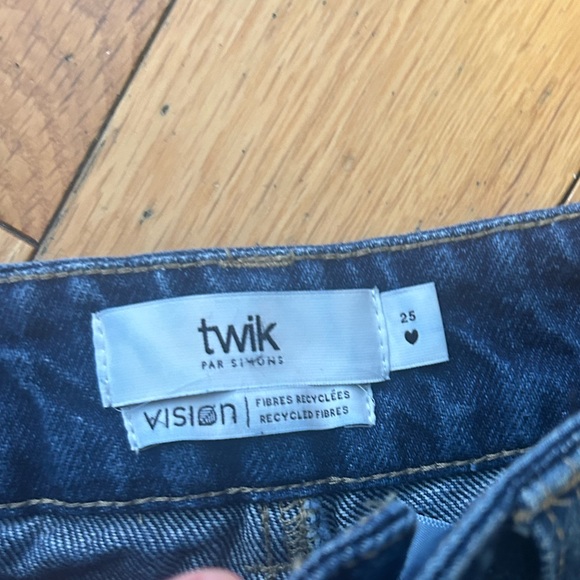 twik
PAR SIMONS
25
VISION
FIBRES RECYCLÉES
RECYCLED FIBRES